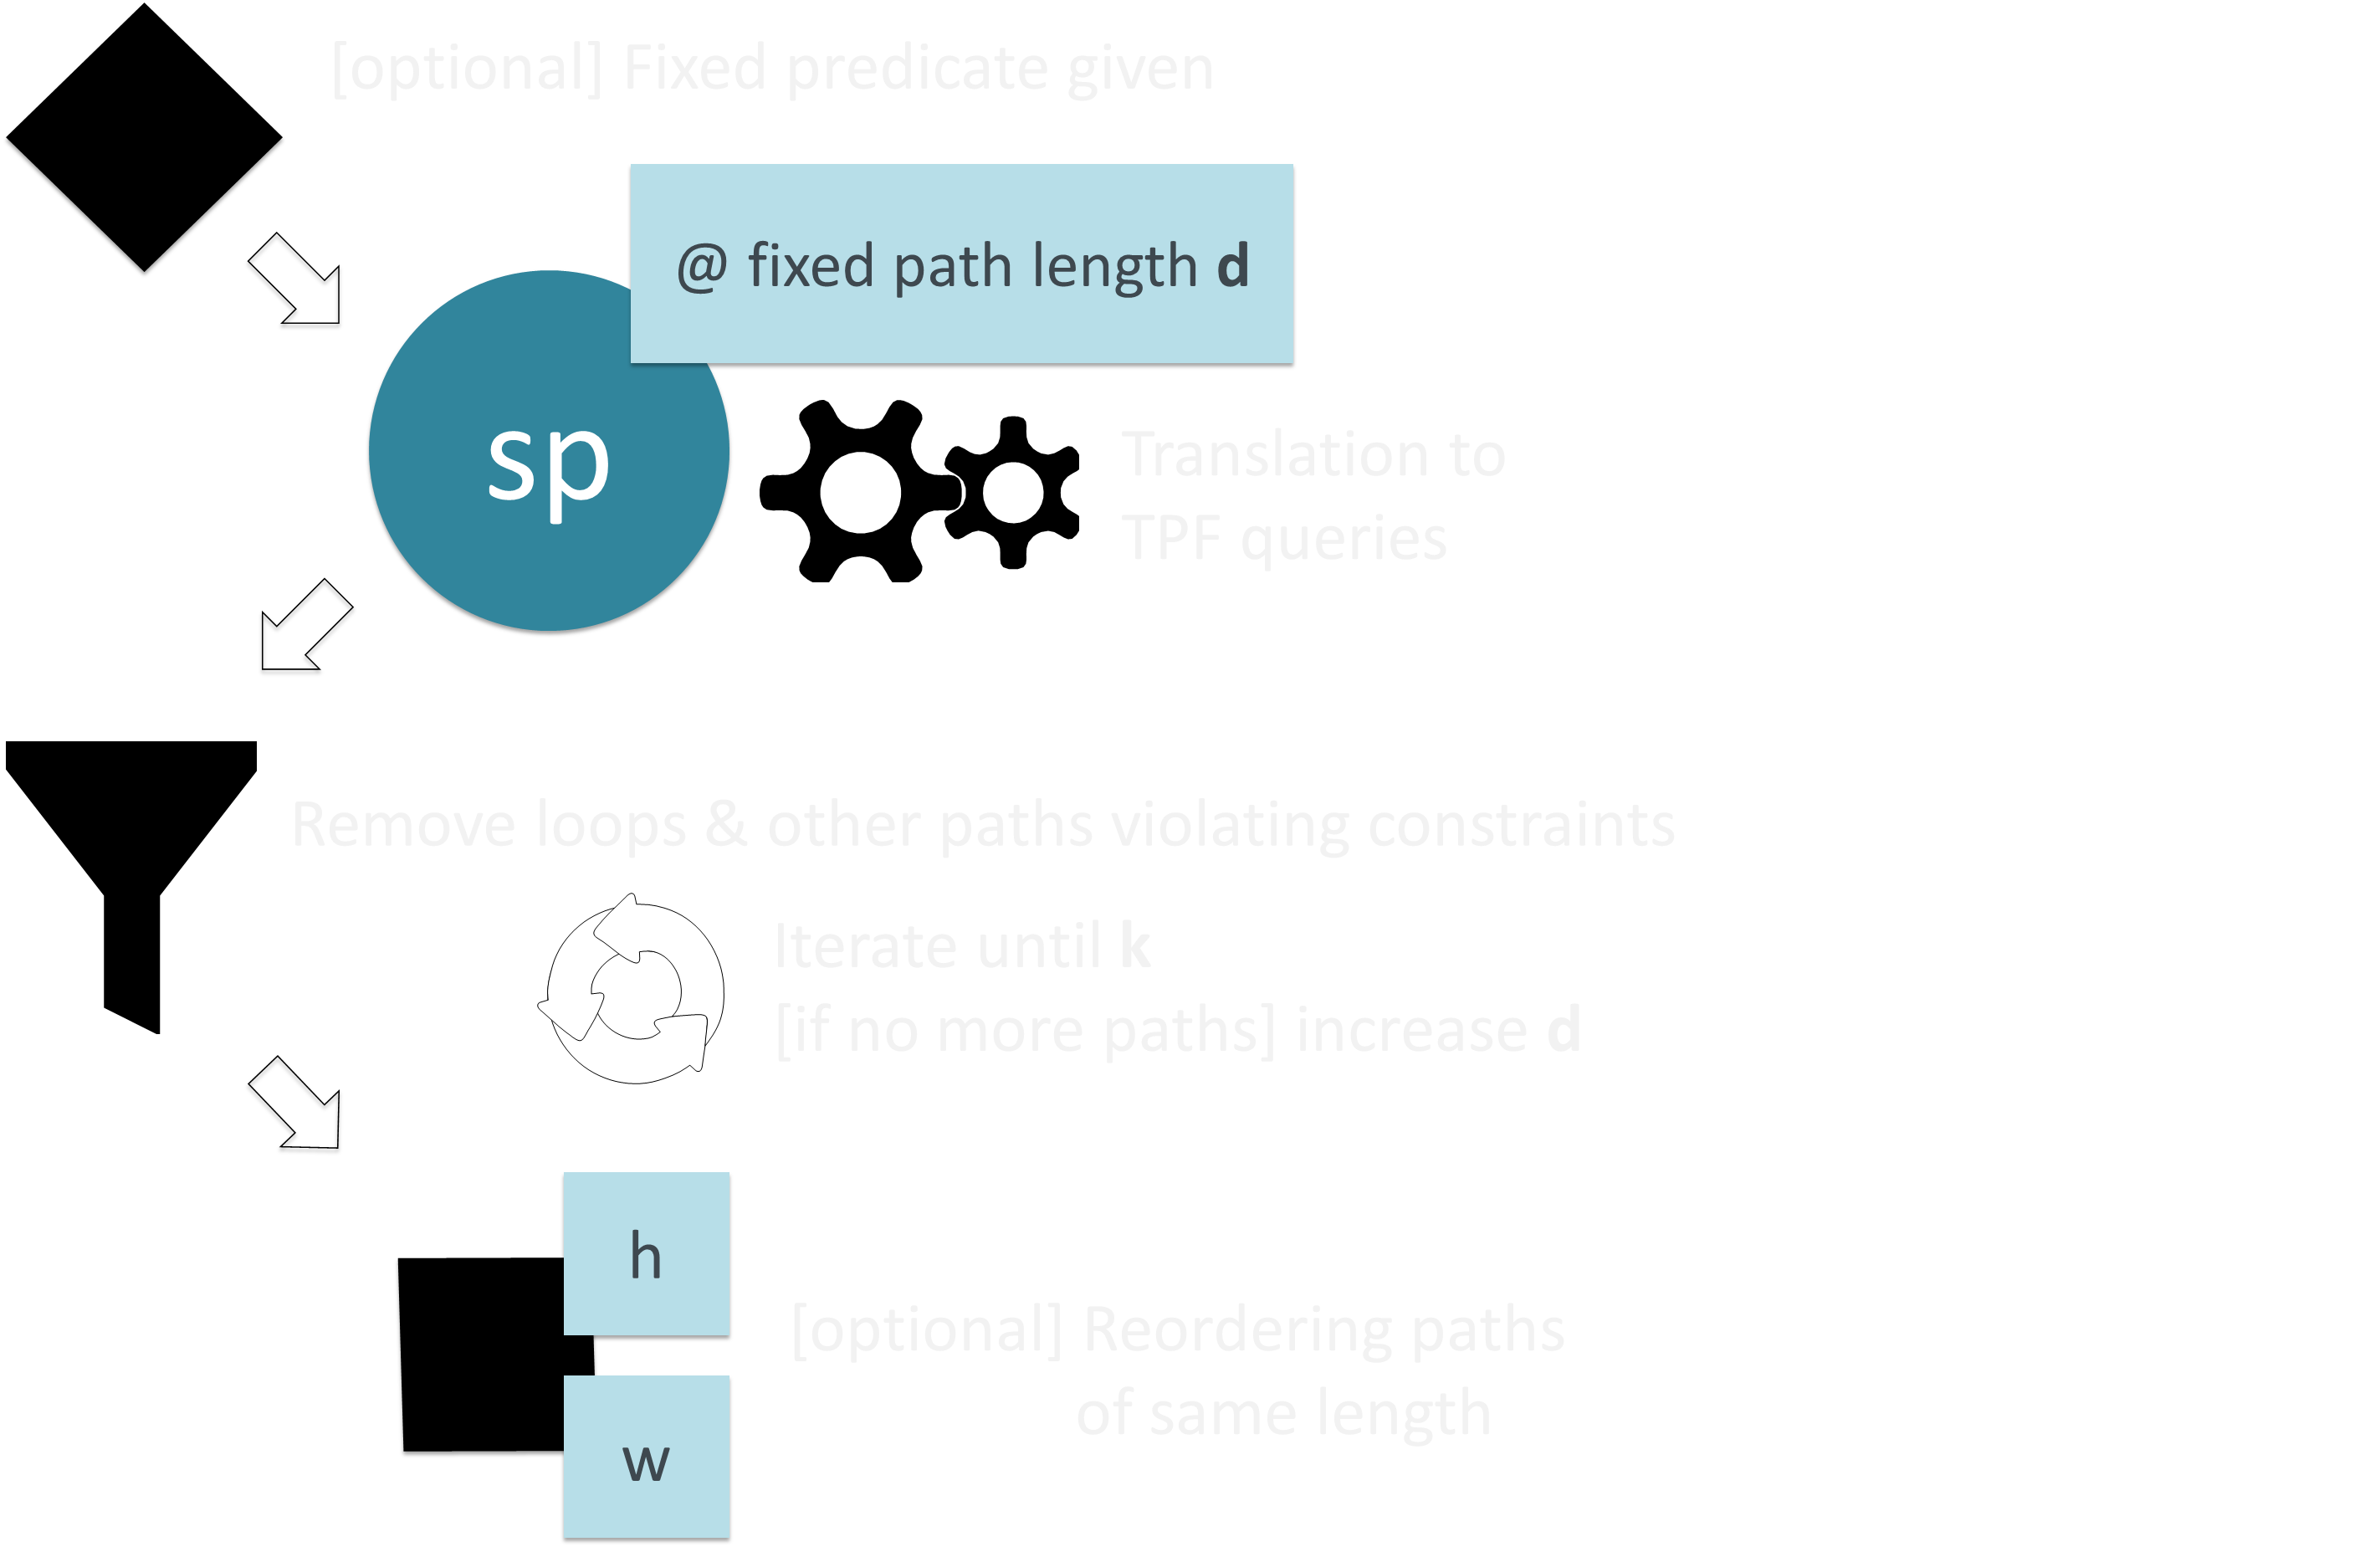 [optional] Fixed predicate given
@ fixed path length d
sp
Translation to
TPF queries
Remove loops & other paths violating constraints
Iterate until k
[if no more paths] increase d
h
[optional] Reordering paths
of same length
w